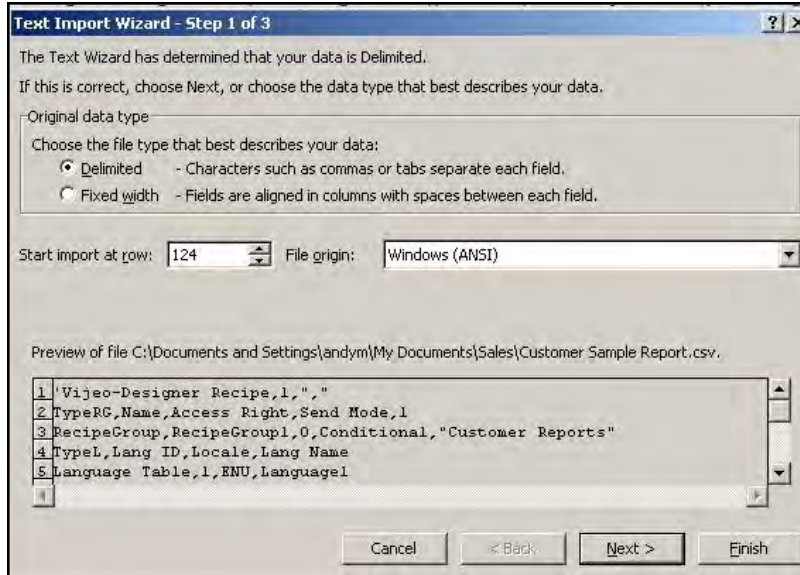 Text Import Wizard - Step 1 of 3
The Text Wizard has determined that your data is Delimited.
If this is correct, choose Next, or choose the data type that best describes your data.
Original data type
Choose the file type that best describes your data:
Delimited - Characters such as commas or tabs separate each field.
Fixed width - Fields are aligned in columns with spaces between each field.
Start import at row: 124 File origin: Windows (ANSI)
Preview of file C:\Documents and Settings\andym\My Documents\Sales\Customer Sample Report.csv.
1 'Vijeo-Designer Recipe,1,","
2 TypeRG,Name,Access Right,Send Mode,1
3 RecipeGroup,RecipeGroup1,0,Conditional,"Customer Reports"
4 TypeL,Lang ID,Locale,Lang Name
5 Language Table,1,ENU,Language1
Cancel < Back Next > Finish